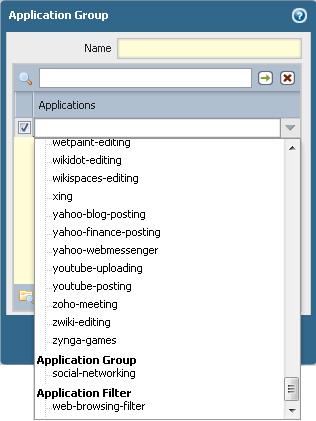 Application Group
Name
Applications
wetpaint-editing
wikidot-editing
wikispaces-editing
xing
yahoo-blog-posting
yahoo-finance-posting
yahoo-webmessenger
youtube-uploading
youtube-posting
zoho-meeting
zwiki-editing
zynga-games
Application Group
social-networking
Application Filter
web-browsing-filter